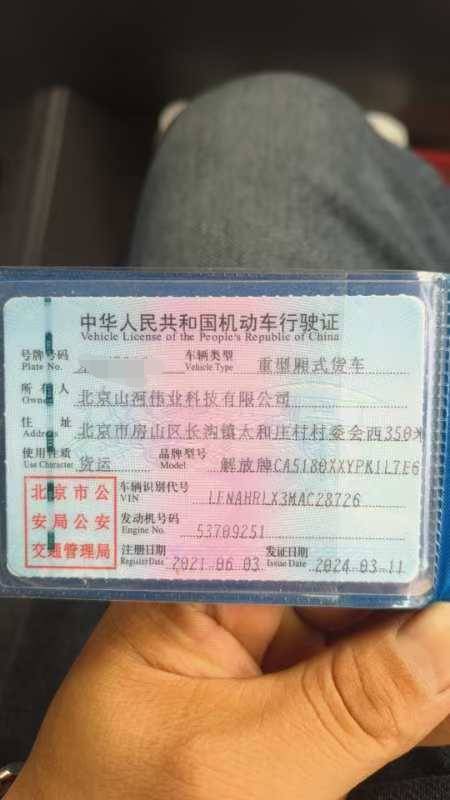 中华人民共和国机动车行驶证
Vehicle License of the People's Republic of China
号牌号码 Plate No. 车辆类型 Vehicle Type 重型厢式货车
所有人 Owner 北京山河伟业科技有限公司
住址 Address 北京市房山区长沟镇太和庄村村委会西350米
使用性质 Use Character 货运 品牌型号 Model 解放牌CA5180XXYPK1L7E6
北京市公安局公安交通管理局
车辆识别代号 VIN LFNAHRLX3MAC28726
发动机号码 Engine No. 53709251
注册日期 Register Date 2021 06 03 发证日期 Issue Date 2024-03-11